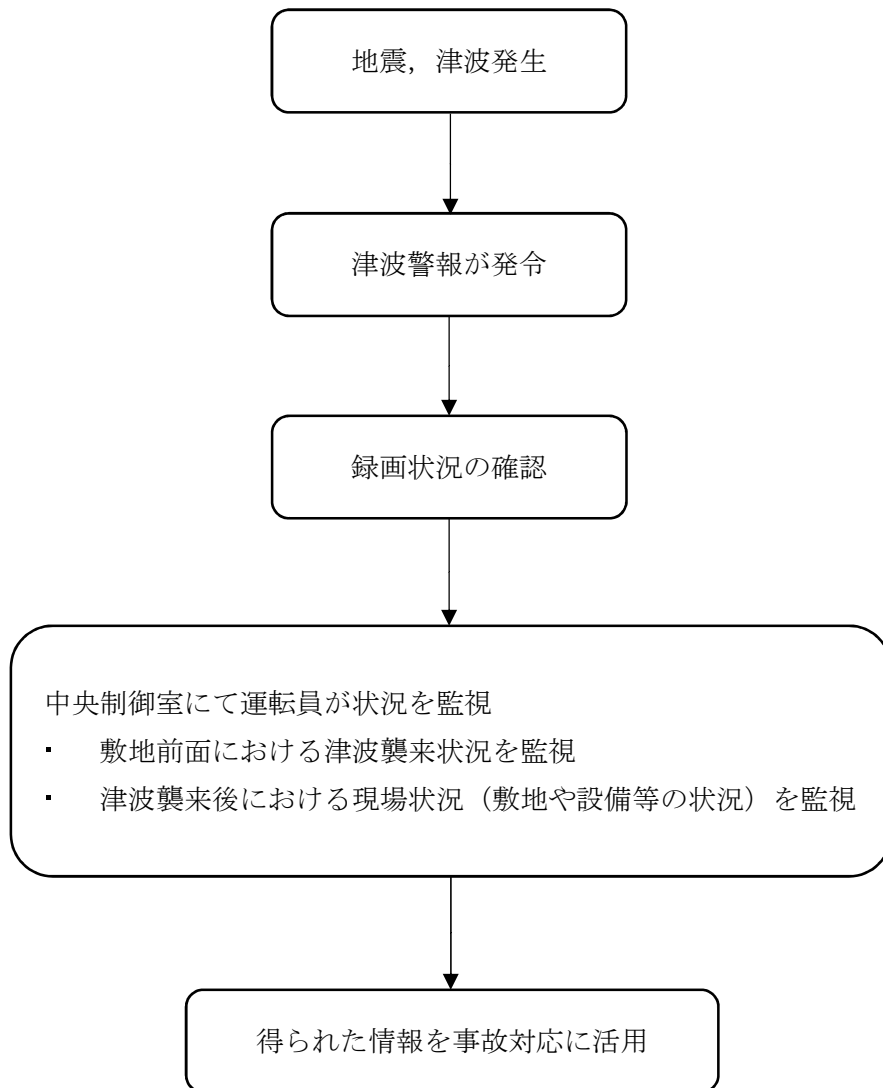 地震，津波発生
津波警報が発令
録画状況の確認
中央制御室にて運転員が状況を監視
・ 敷地前面における津波襲来状況を監視
・ 津波襲来後における現場状況（敷地や設備等の状況）を監視
得られた情報を事故対応に活用